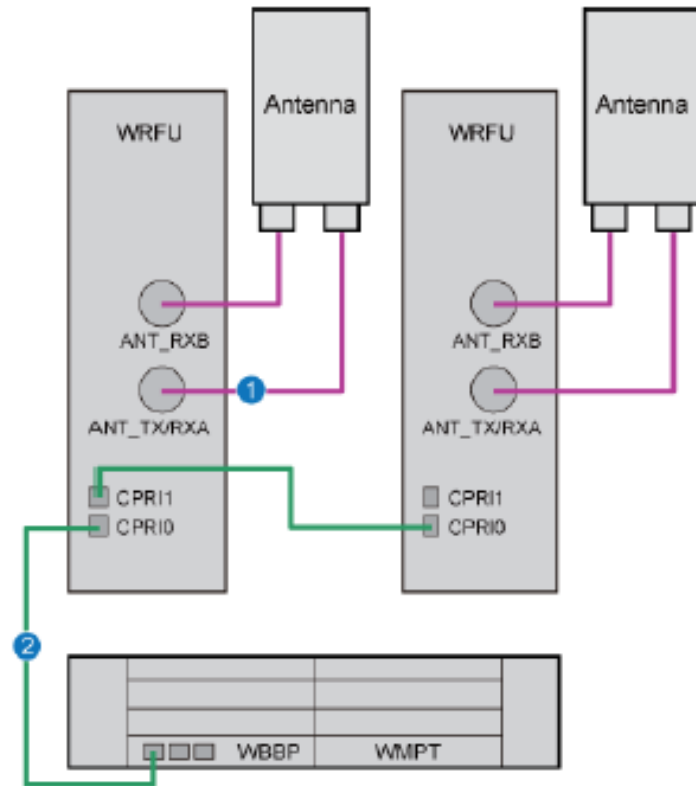 Antenna
Antenna
WRFU
WRFU
ANT_RXB
ANT_RXB
ANT_TX/RXA
1
ANT_TX/RXA
CPRI1
CPRI1
CPRI0
CPRI0
2
WBBP
WMPT